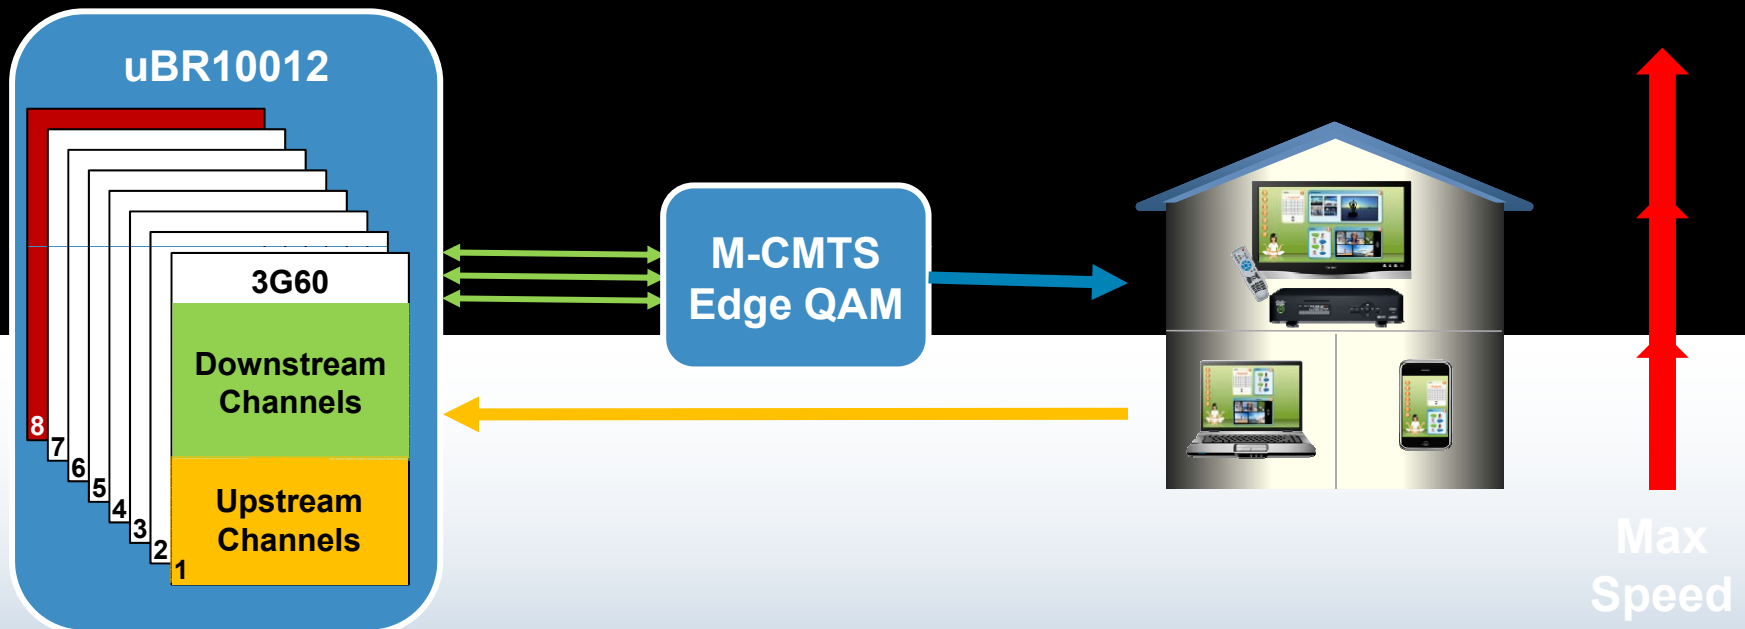 uBR10012
3G60
Downstream
Channels
Upstream
Channels
8
7
6
5
4
3
2
1
M-CMTS
Edge QAM
Max
Speed